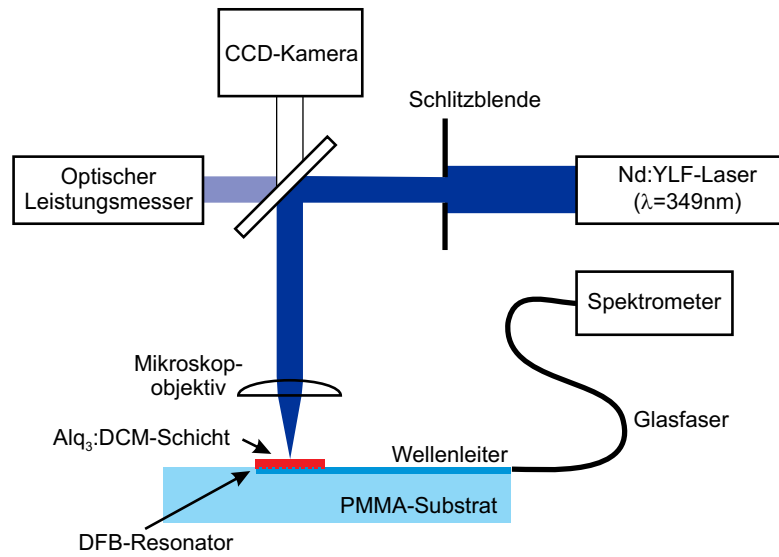 CCD-Kamera
Schlitzblende
Optischer
Leistungsmesser
Nd:YLF-Laser
(λ=349nm)
Spektrometer
Mikroskop-
objektiv
Glasfaser
Alq₃:DCM-Schicht
Wellenleiter
PMMA-Substrat
DFB-Resonator